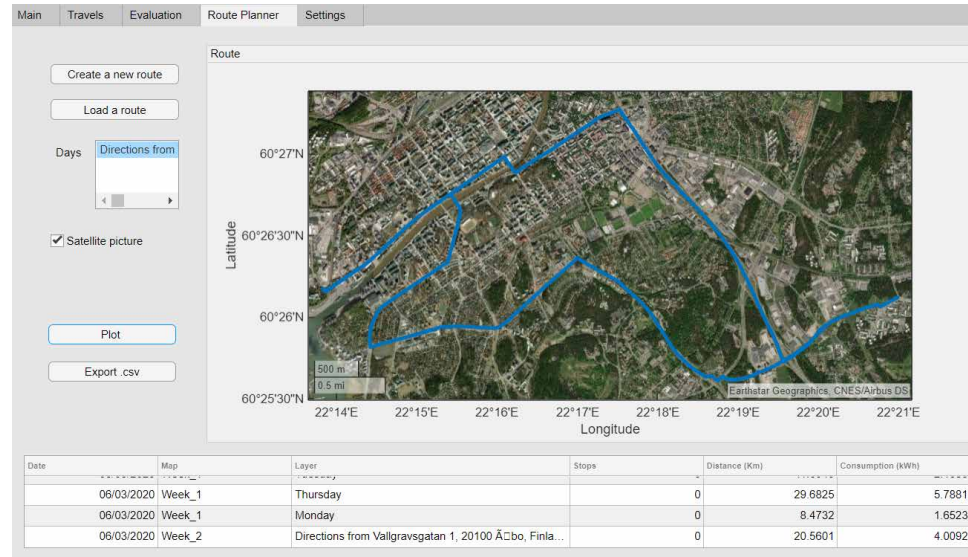 Main Travels Evaluation Route Planner Settings
Route
Create a new route
Load a route
Days
Directions from
Satellite picture
Plot
Export .csv
Latitude
60°27'N
60°26'30"N
60°26'N
60°25'30"N
500 m
0.5 mi
Earthstar Geographics, CNES/Airbus DS
22°14'E 22°15'E 22°16'E 22°17'E 22°18'E 22°19'E 22°20'E 22°21'E
Longitude
Date Map Layer Stops Distance (Km) Consumption (kWh)
06/03/2020 Week_1 Thursday 0 29.6825 5.7881
06/03/2020 Week_1 Monday 0 8.4732 1.6523
06/03/2020 Week_2 Directions from Vallgravsgatan 1, 20100 Ã□bo, Finla... 0 20.5601 4.0092